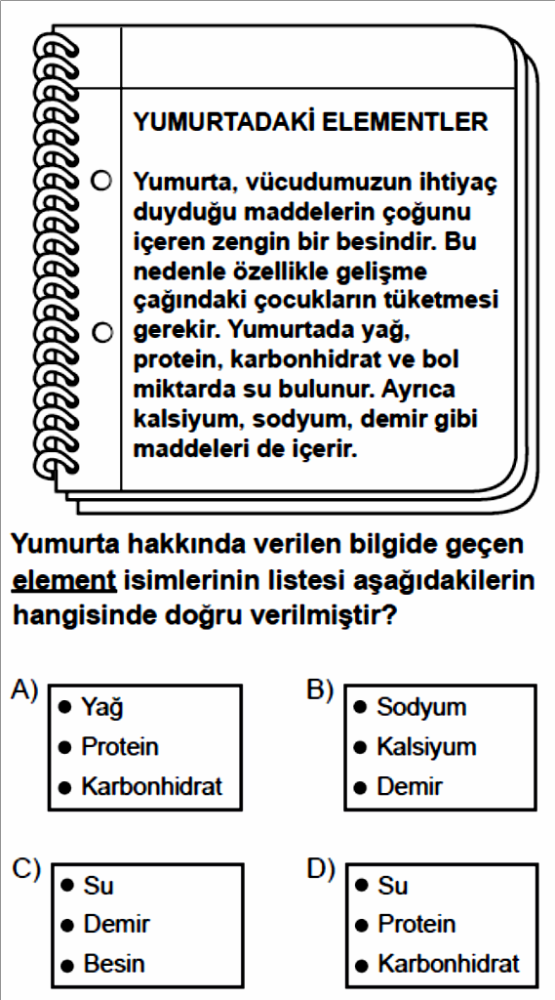 YUMURTADAKİ ELEMENTLER
Yumurta, vücudumuzun ihtiyaç
duyduğu maddelerin çoğunu
içeren zengin bir besindir. Bu
nedenle özellikle gelişme
çağındaki çocukların tüketmesi
gerekir. Yumurtada yağ,
protein, karbonhidrat ve bol
miktarda su bulunur. Ayrıca
kalsiyum, sodyum, demir gibi
maddeleri de içerir.
Yumurta hakkında verilen bilgide geçen
element isimlerinin listesi aşağıdakilerin
hangisinde doğru verilmiştir?
A)
• Yağ
• Protein
• Karbonhidrat
B)
• Sodyum
• Kalsiyum
• Demir
C)
• Su
• Demir
• Besin
D)
• Su
• Protein
• Karbonhidrat